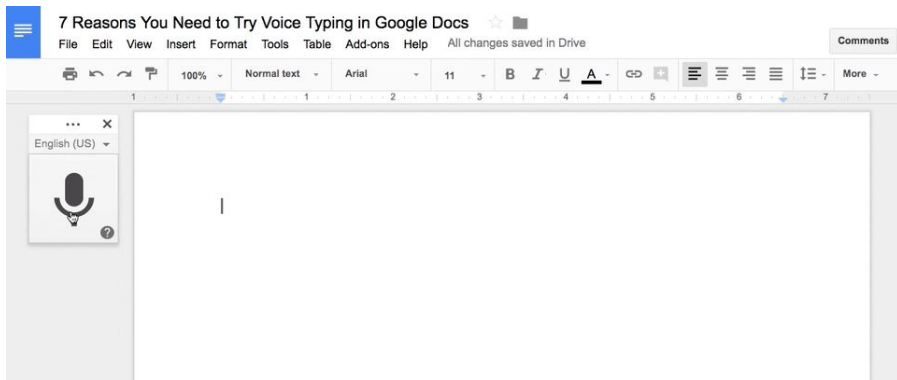 7 Reasons You Need to Try Voice Typing in Google Docs
File Edit View Insert Format Tools Table Add-ons Help All changes saved in Drive
Comments
100% Normal text Arial 11 B I U A More
1 1 2 3 4 5 6 7
English (US)
?